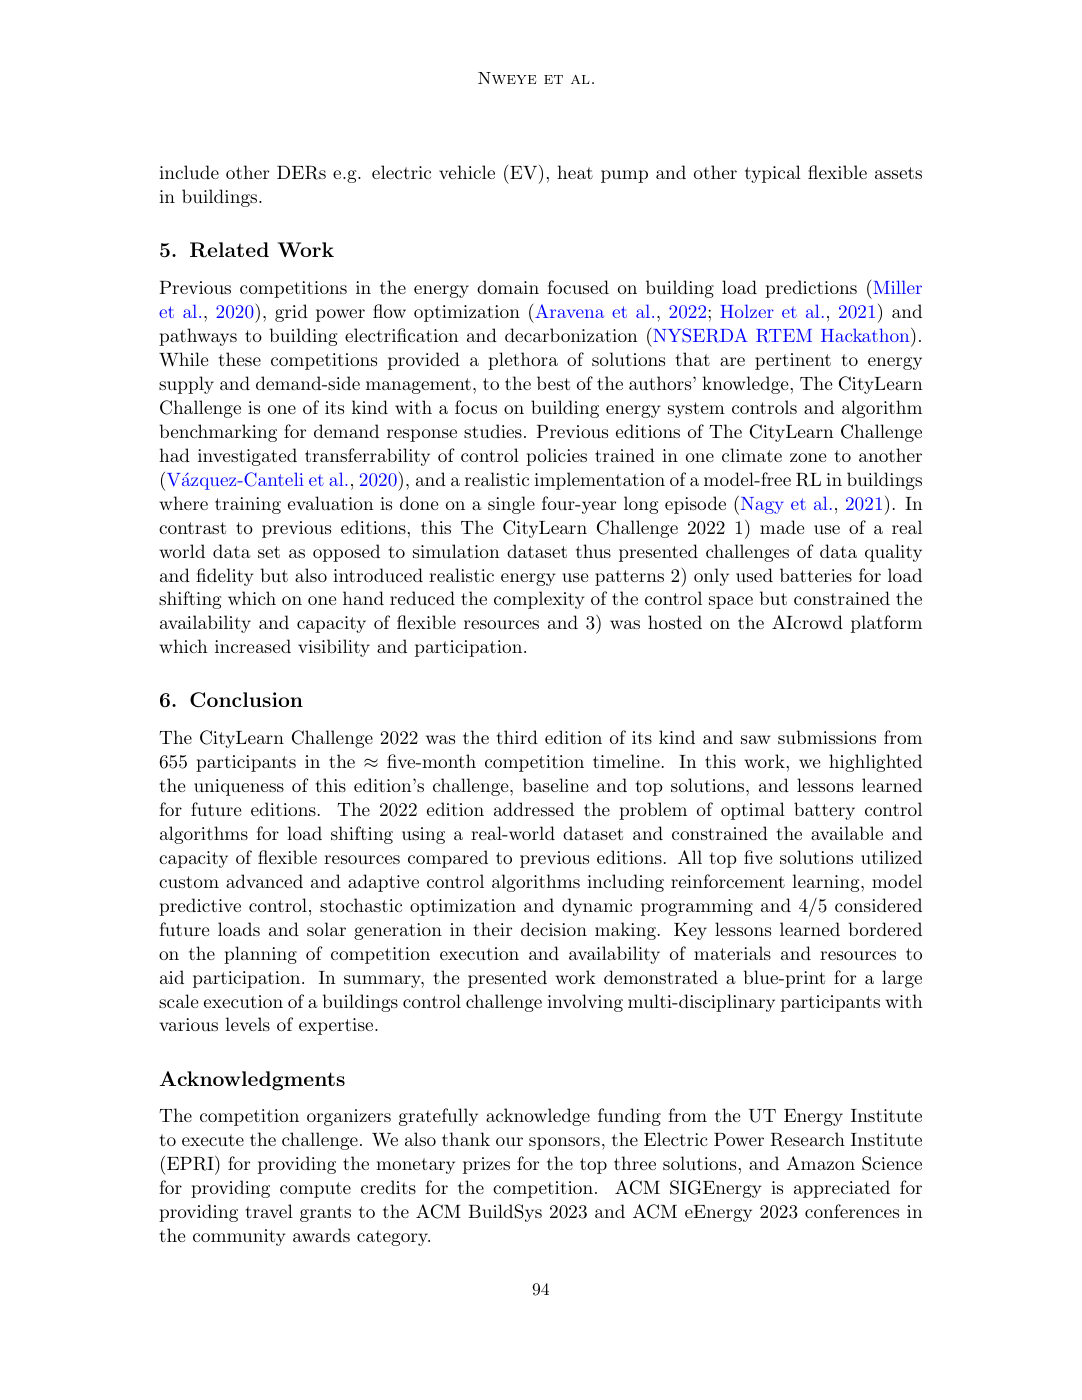 Nweye et al.
include other DERs e.g. electric vehicle (EV), heat pump and other typical flexible assets
in buildings.
5. Related Work
Previous competitions in the energy domain focused on building load predictions (Miller
et al., 2020), grid power flow optimization (Aravena et al., 2022; Holzer et al., 2021) and
pathways to building electrification and decarbonization (NYSERDA RTEM Hackathon).
While these competitions provided a plethora of solutions that are pertinent to energy
supply and demand-side management, to the best of the authors' knowledge, The CityLearn
Challenge is one of its kind with a focus on building energy system controls and algorithm
benchmarking for demand response studies. Previous editions of The CityLearn Challenge
had investigated transferrability of control policies trained in one climate zone to another
(Vázquez-Canteli et al., 2020), and a realistic implementation of a model-free RL in buildings
where training evaluation is done on a single four-year long episode (Nagy et al., 2021). In
contrast to previous editions, this The CityLearn Challenge 2022 1) made use of a real
world data set as opposed to simulation dataset thus presented challenges of data quality
and fidelity but also introduced realistic energy use patterns 2) only used batteries for load
shifting which on one hand reduced the complexity of the control space but constrained the
availability and capacity of flexible resources and 3) was hosted on the AIcrowd platform
which increased visibility and participation.
6. Conclusion
The CityLearn Challenge 2022 was the third edition of its kind and saw submissions from
655 participants in the ≈ five-month competition timeline. In this work, we highlighted
the uniqueness of this edition's challenge, baseline and top solutions, and lessons learned
for future editions. The 2022 edition addressed the problem of optimal battery control
algorithms for load shifting using a real-world dataset and constrained the available and
capacity of flexible resources compared to previous editions. All top five solutions utilized
custom advanced and adaptive control algorithms including reinforcement learning, model
predictive control, stochastic optimization and dynamic programming and 4/5 considered
future loads and solar generation in their decision making. Key lessons learned bordered
on the planning of competition execution and availability of materials and resources to
aid participation. In summary, the presented work demonstrated a blue-print for a large
scale execution of a buildings control challenge involving multi-disciplinary participants with
various levels of expertise.
Acknowledgments
The competition organizers gratefully acknowledge funding from the UT Energy Institute
to execute the challenge. We also thank our sponsors, the Electric Power Research Institute
(EPRI) for providing the monetary prizes for the top three solutions, and Amazon Science
for providing compute credits for the competition. ACM SIGEnergy is appreciated for
providing travel grants to the ACM BuildSys 2023 and ACM eEnergy 2023 conferences in
the community awards category.
94